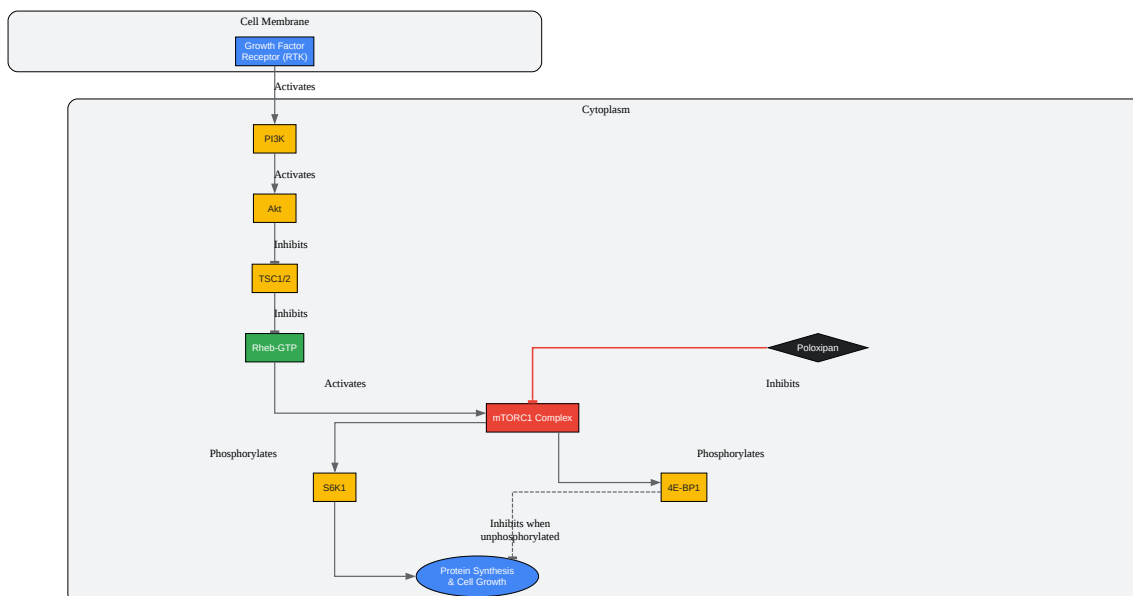 Cell Membrane
Growth Factor
Receptor (RTK)
Activates
Cytoplasm
PI3K
Activates
Akt
Inhibits
TSC1/2
Inhibits
Rheb-GTP
Poloxipan
Activates
Inhibits
mTORC1 Complex
Phosphorylates
Phosphorylates
S6K1
4E-BP1
Inhibits when
unphosphorylated
Protein Synthesis
& Cell Growth